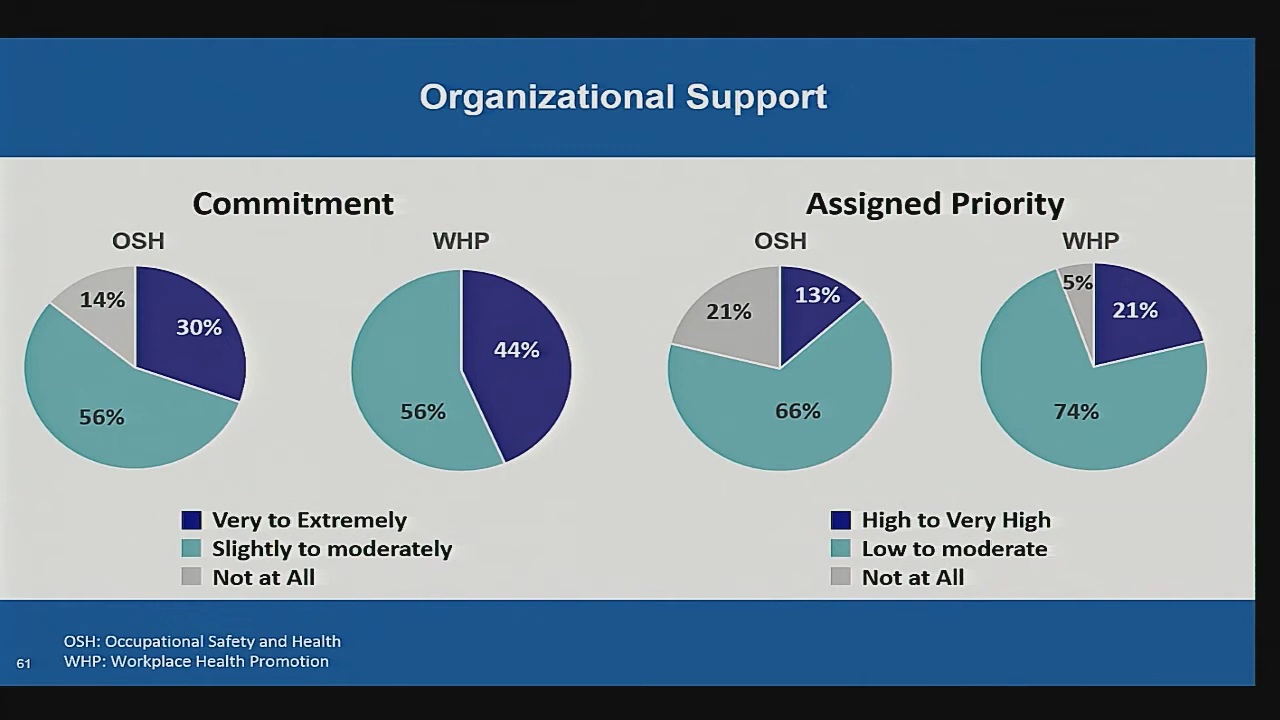 Organizational Support
Commitment
OSH
14%
30%
56%
WHP
44%
56%
Very to Extremely
Slightly to moderately
Not at All
Assigned Priority
OSH
13%
21%
66%
WHP
5%
21%
74%
High to Very High
Low to moderate
Not at All
OSH: Occupational Safety and Health
WHP: Workplace Health Promotion
61